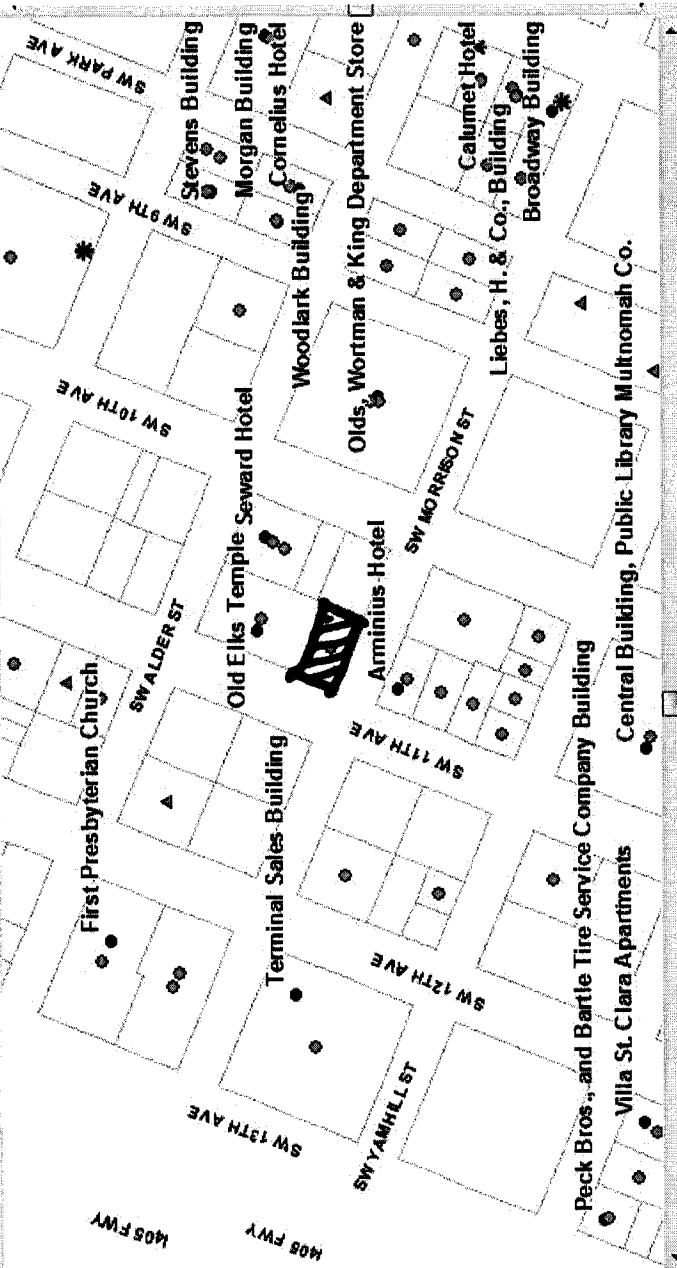 SW PARK AVE
Stevens Building
Morgan Building
Cornelius Hotel
Calumet Hotel
Broadway Building
SW 9TH AVE
Woodlark Building
Olds, Wortman & King Department Store
Liebes, H. & Co., Building
SW 10TH AVE
Seward Hotel
SW MORRISON ST
SW ALDER ST
Old Elks Temple
Arminius Hotel
Central Building, Public Library Multnomah Co.
First Presbyterian Church
SW 11TH AVE
Terminal Sales Building
SW 12TH AVE
Peck Bros., and Bartle Tire Service Company Building
Villa St. Clara Apartments
SW 13TH AVE
SW YAMHILL ST
I405 FWY
I405 FWY